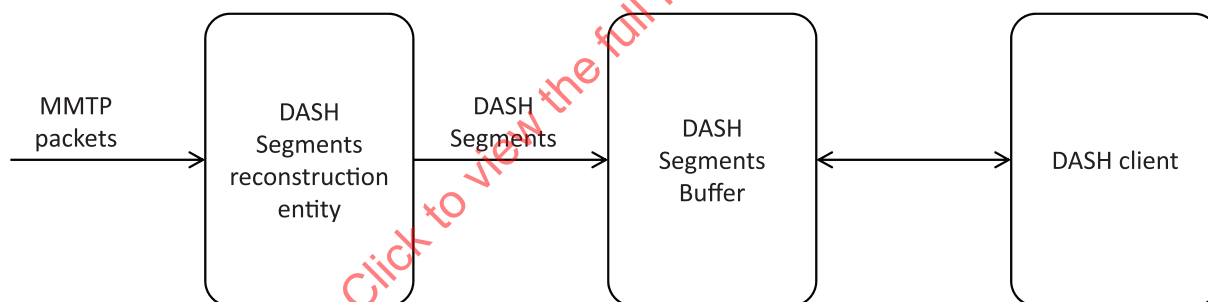 MMTP
packets
DASH
Segments
reconstruction
entity
DASH
Segments
DASH
Segments
Buffer
DASH client
Click to view the full